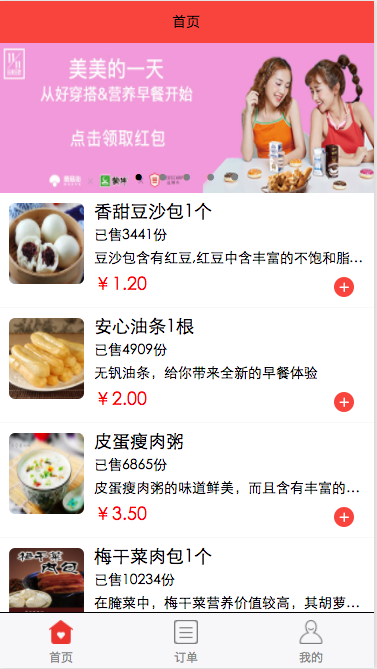 首页
美美的一天
从好穿搭&营养早餐开始
点击领取红包
香甜豆沙包1个
已售3441份
豆沙包含有红豆,红豆中含丰富的不饱和脂...
￥1.20
安心油条1根
已售4909份
无钒油条，给你带来全新的早餐体验
￥2.00
皮蛋瘦肉粥
已售6865份
皮蛋瘦肉粥的味道鲜美，而且含有丰富的...
￥3.50
梅干菜
肉包
梅干菜肉包1个
已售10234份
在腌菜中，梅干菜营养价值较高，其胡萝...
首页
订单
我的